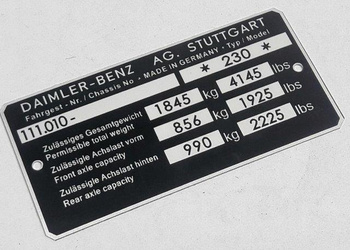 DAIMLER-BENZ AG. STUTTGART
Fahrgest-Nr./Chassis No - MADE IN GERMANY - Typ/Model
111.010- * 230 *
Zulässiges Gesamtgewicht
Permissible total weight 1845 kg 4145 lbs
Zulässige Achslast vorn
Front axle capacity 856 kg 1925 lbs
Zulässige Achslast hinten
Rear axle capacity 990 kg 2225 lbs